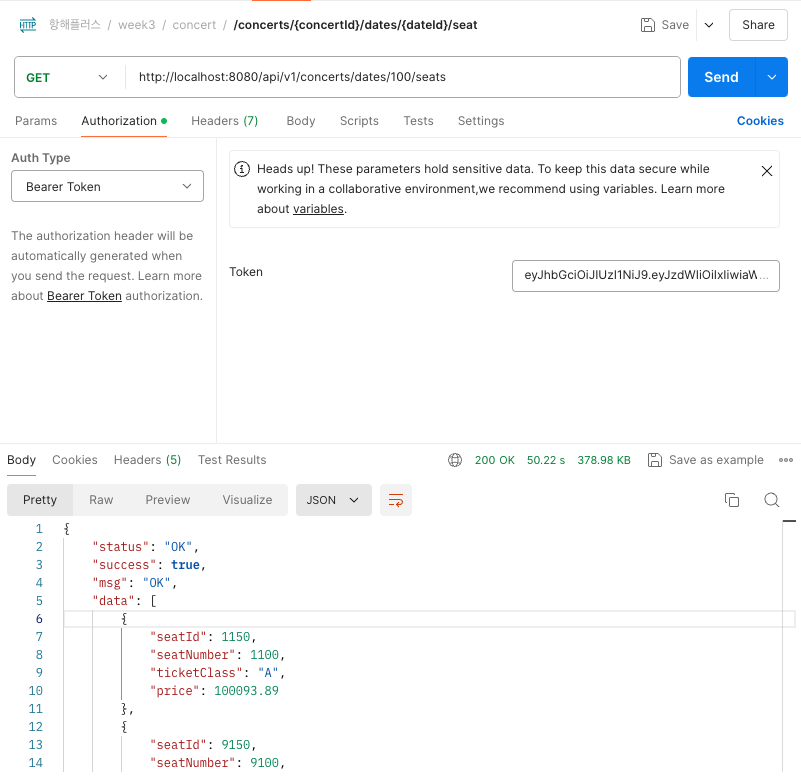 HTTP 항해플러스 / week3 / concert / /concerts/{concertId}/dates/{dateId}/seat Save Share
GET http://localhost:8080/api/v1/concerts/dates/100/seats Send
Params Authorization Headers (7) Body Scripts Tests Settings Cookies
Auth Type
Bearer Token
The authorization header will be
automatically generated when
you send the request. Learn more
about Bearer Token authorization.
Heads up! These parameters hold sensitive data. To keep this data secure while
working in a collaborative environment,we recommend using variables. Learn more
about variables.
Token eyJhbGciOiJIUzI1NiJ9.eyJzdWIiOiIxIiwiaW...
Body Cookies Headers (5) Test Results 200 OK 50.22 s 378.98 KB Save as example
Pretty Raw Preview Visualize JSON
1 {
2 "status": "OK",
3 "success": true,
4 "msg": "OK",
5 "data": [
6 {
7 "seatId": 1150,
8 "seatNumber": 1100,
9 "ticketClass": "A",
10 "price": 100093.89
11 },
12 {
13 "seatId": 9150,
14 "seatNumber": 9100,